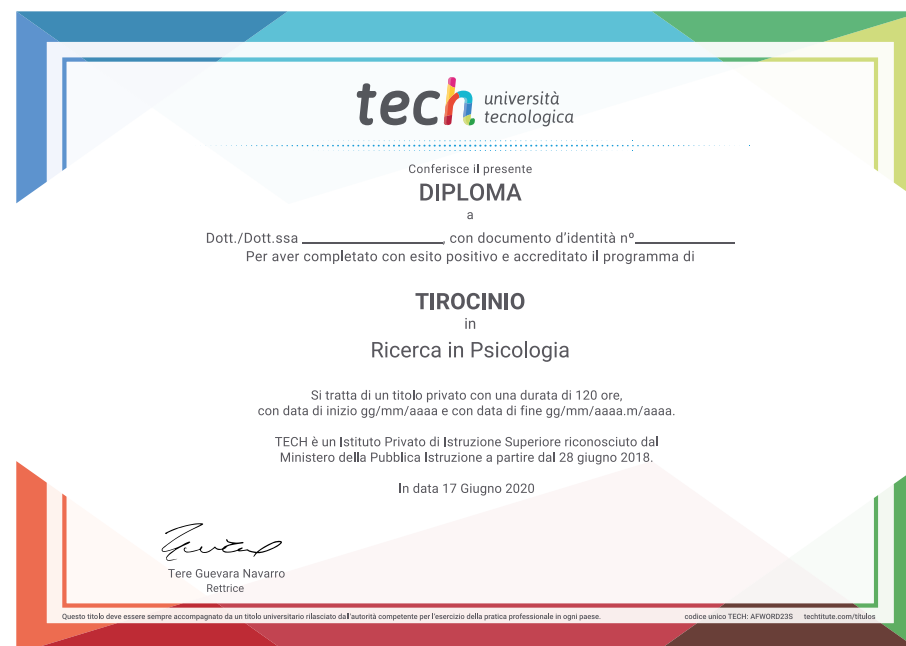 tech università
tecnologica
Conferisce il presente
DIPLOMA
a
Dott./Dott.ssa ____________________, con documento d'identità nº______________
Per aver completato con esito positivo e accreditato il programma di
TIROCINIO
in
Ricerca in Psicologia
Si tratta di un titolo privato con una durata di 120 ore,
con data di inizio gg/mm/aaaa e con data di fine gg/mm/aaaa.m/aaaa.
TECH è un Istituto Privato di Istruzione Superiore riconosciuto dal
Ministero della Pubblica Istruzione a partire dal 28 giugno 2018.
In data 17 Giugno 2020
Tere Guevara Navarro
Rettrice
Questo titolo deve essere sempre accompagnato da un titolo universitario rilasciato dall'autorità competente per l'esercizio della pratica professionale in ogni paese. codice unico TECH: AFWORD23S techtitute.com/titulos